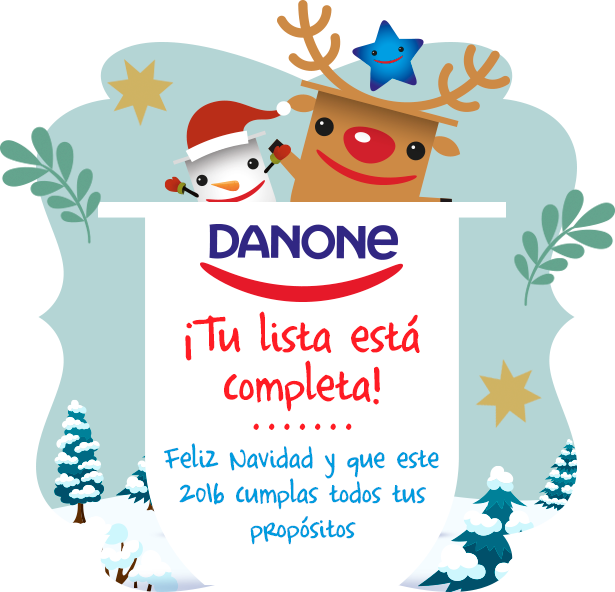 DANONE
¡Tu lista está
completa!
Feliz Navidad y que este
2016 cumplas todos tus
propósitos